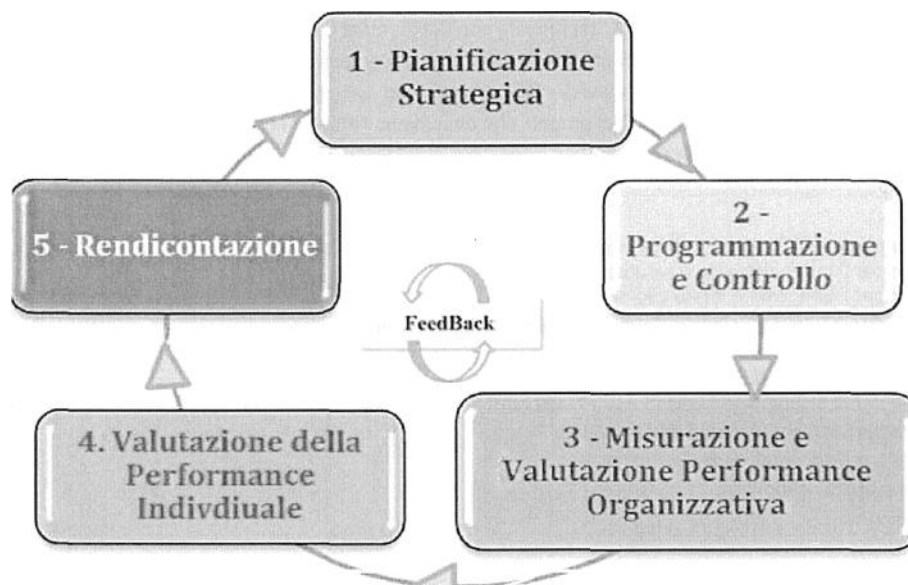 1 - Pianificazione
Strategica
2 -
Programmazione
e Controllo
3 - Misurazione e
Valutazione Performance
Organizzativa
4. Valutazione della
Performance
Indivdiuale
5 - Rendicontazione
FeedBack